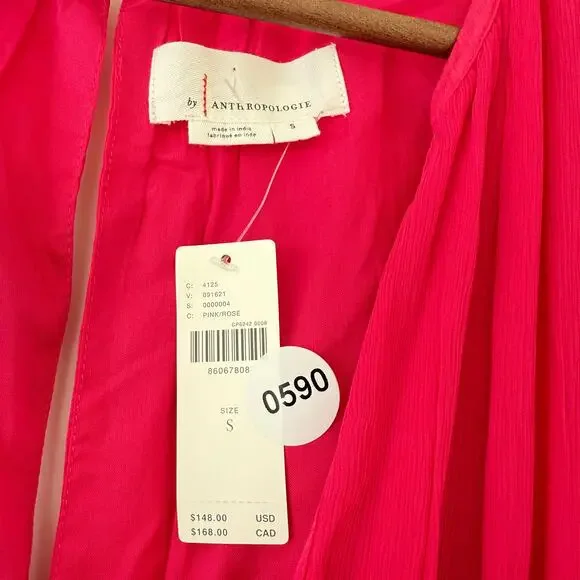 by ANTHROPOLOGIE
S
made in India
fabriqué en Inde
C: 4125
V: 091621
S: 0000004
C: PINK/ROSE
86067808
0590
SIZE
S
$148.00 USD
$168.00 CAD